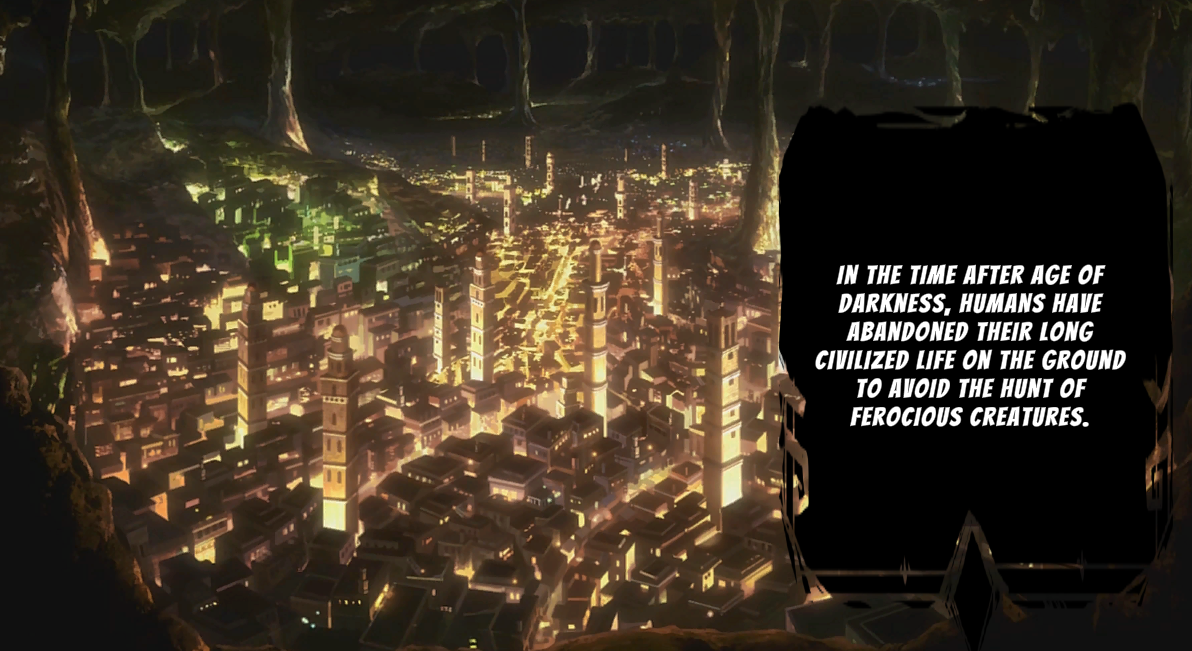 IN THE TIME AFTER AGE OF
DARKNESS, HUMANS HAVE
ABANDONED THEIR LONG
CIVILIZED LIFE ON THE GROUND
TO AVOID THE HUNT OF
FEROCIOUS CREATURES.